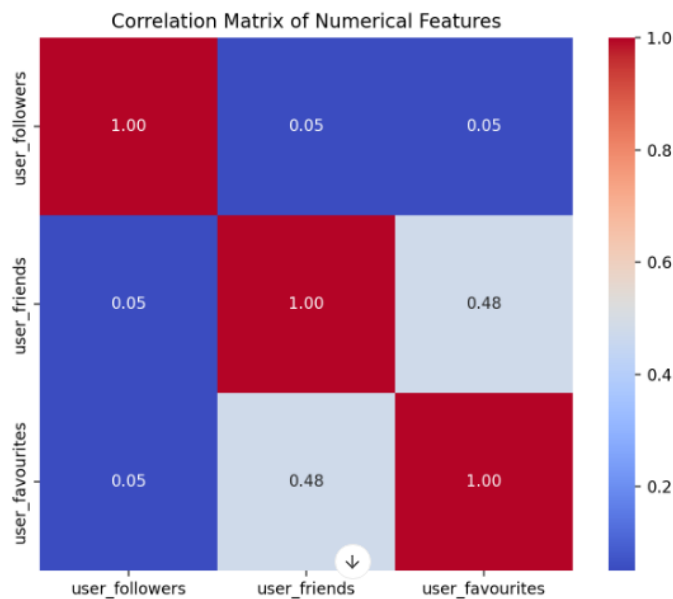 Correlation Matrix of Numerical Features
user_followers
1.00
0.05
0.05
user_friends
0.05
1.00
0.48
user_favourites
0.05
0.48
1.00
user_followers
user_friends
user_favourites
1.0
0.8
0.6
0.4
0.2